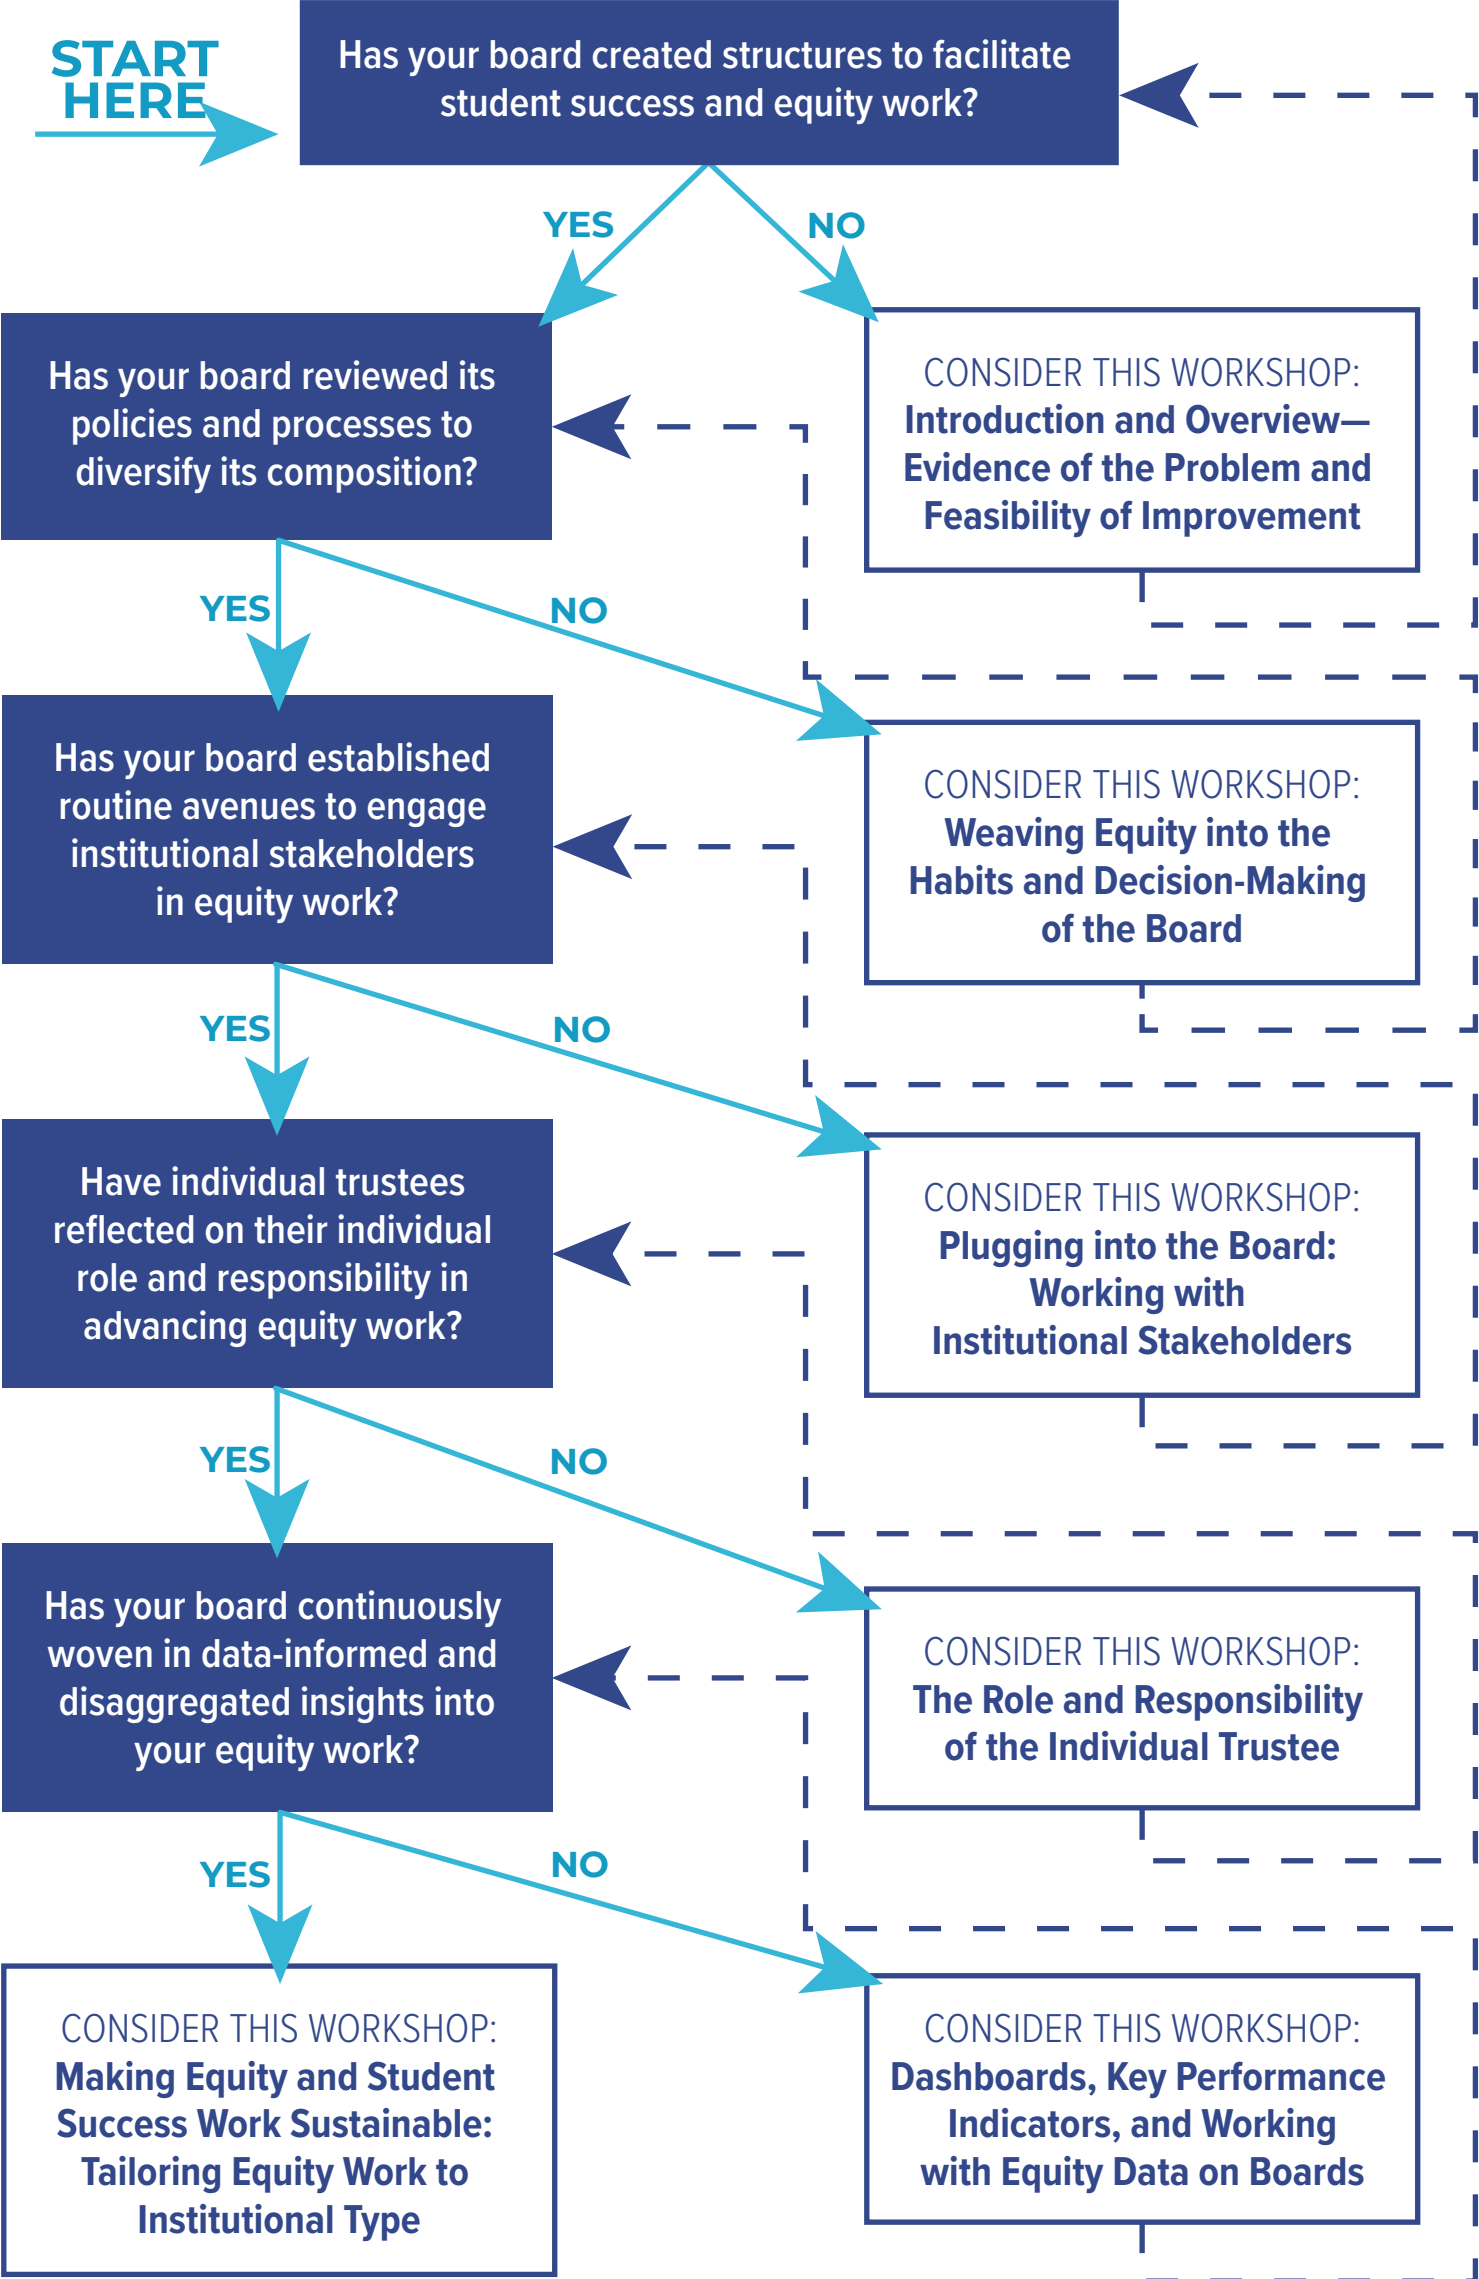 START
HERE
Has your board created structures to facilitate
student success and equity work?
YES
NO
Has your board reviewed its
policies and processes to
diversify its composition?
CONSIDER THIS WORKSHOP:
Introduction and Overview—
Evidence of the Problem and
Feasibility of Improvement
YES
NO
Has your board established
routine avenues to engage
institutional stakeholders
in equity work?
CONSIDER THIS WORKSHOP:
Weaving Equity into the
Habits and Decision-Making
of the Board
YES
NO
Have individual trustees
reflected on their individual
role and responsibility in
advancing equity work?
CONSIDER THIS WORKSHOP:
Plugging into the Board:
Working with
Institutional Stakeholders
YES
NO
Has your board continuously
woven in data-informed and
disaggregated insights into
your equity work?
CONSIDER THIS WORKSHOP:
The Role and Responsibility
of the Individual Trustee
YES
NO
CONSIDER THIS WORKSHOP:
Making Equity and Student
Success Work Sustainable:
Tailoring Equity Work to
Institutional Type
CONSIDER THIS WORKSHOP:
Dashboards, Key Performance
Indicators, and Working
with Equity Data on Boards